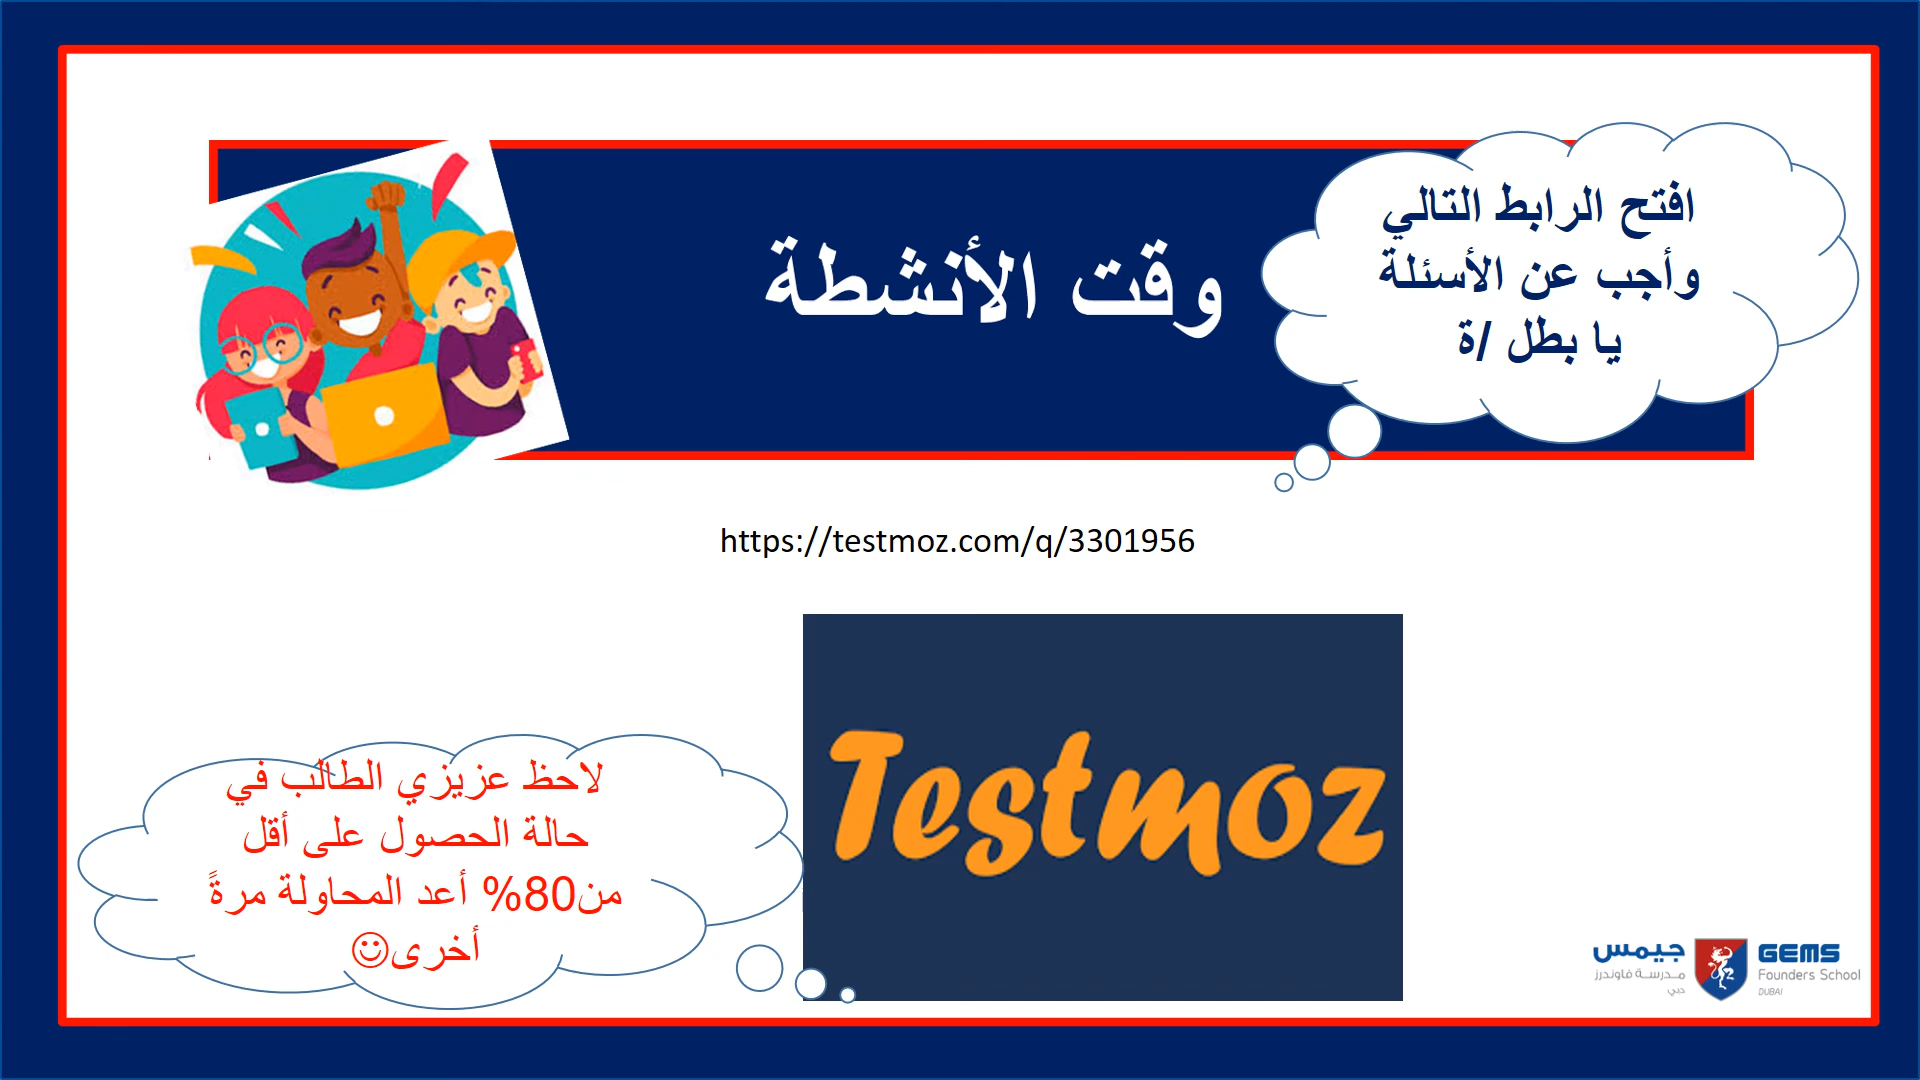 وقت الأنشطة
افتح الرابط التالي
وأجب عن الأسئلة
يا بطل /ة
https://testmoz.com/q/3301956
Testmoz
لاحظ عزيزي الطالب في
حالة الحصول على أقل
من80% أعد المحاولة مرةً
أخرى☺
جيمس
مدرسة فاوندرز
دبي
GEMS
Founders School
DUBAI